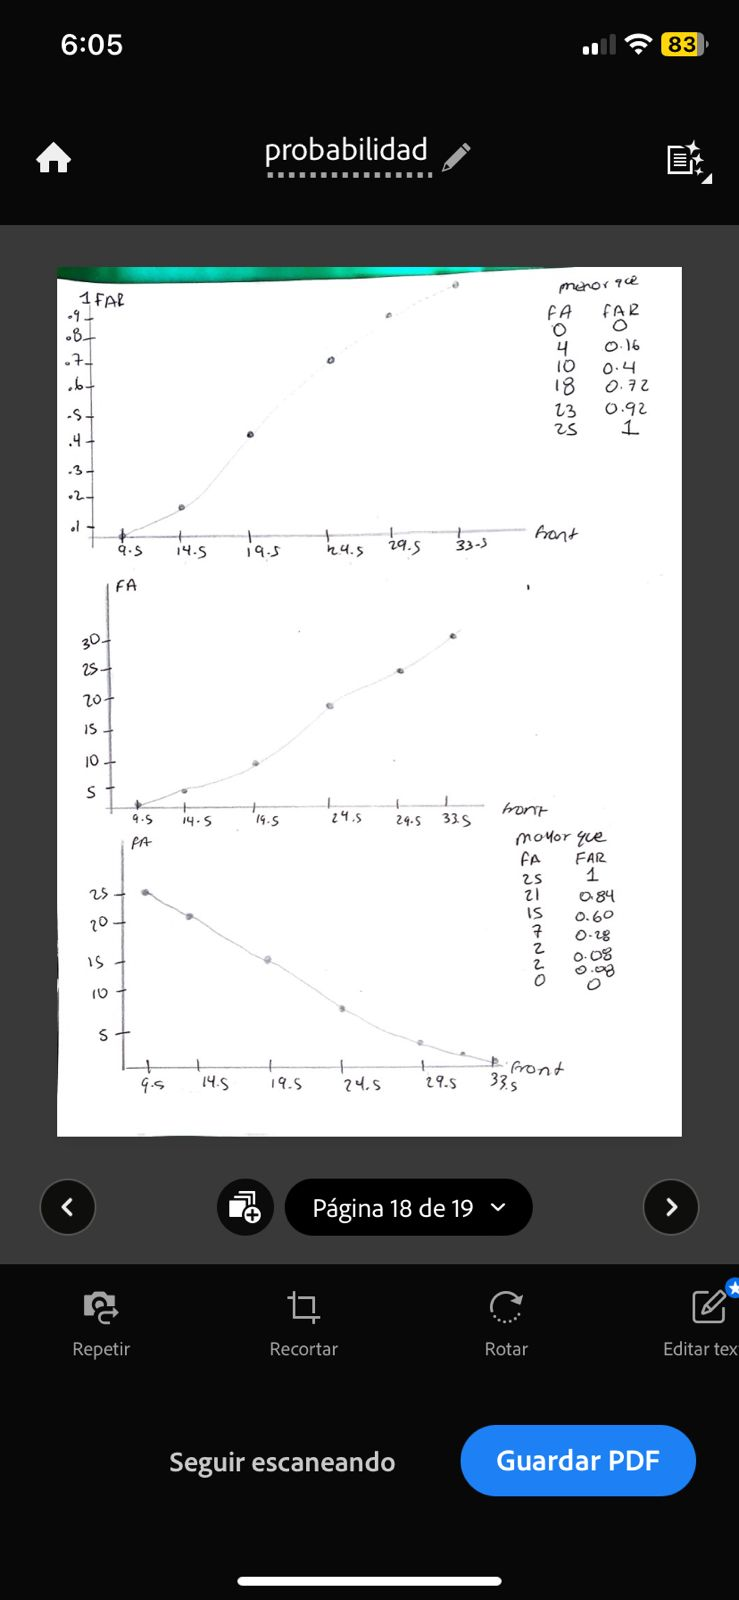 6:05
83
probabilidad
1 FAR
.9
.8
.7
.6
.5
.4
.3
.2
.1
9.5 14.5 19.5 24.5 29.5 33.5 front
menor que
FA FAR
0 0
4 0.16
10 0.4
18 0.72
23 0.92
25 1
FA
30
25
20
15
10
5
9.5 14.5 19.5 24.5 29.5 33.5 front
FA
25
20
15
10
5
9.5 14.5 19.5 24.5 29.5 33.5 front
mayor que
FA FAR
25 1
21 0.84
15 0.60
7 0.28
2 0.08
2 0.08
0 0
Página 18 de 19
Repetir
Recortar
Rotar
Editar tex
Seguir escaneando
Guardar PDF